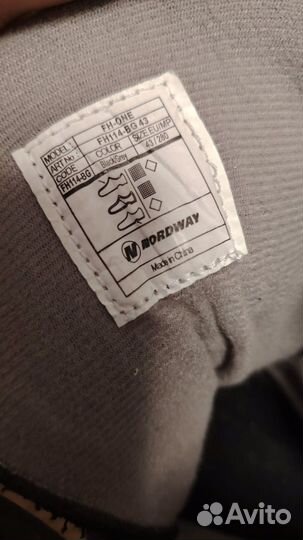 MODEL: FH-ONE
ART No FH114-BG 43
CODE COLOR SIZE EU/MP
FH114-BG Black/Grey 43 / 280
NORDWAY
Made in China
Avito